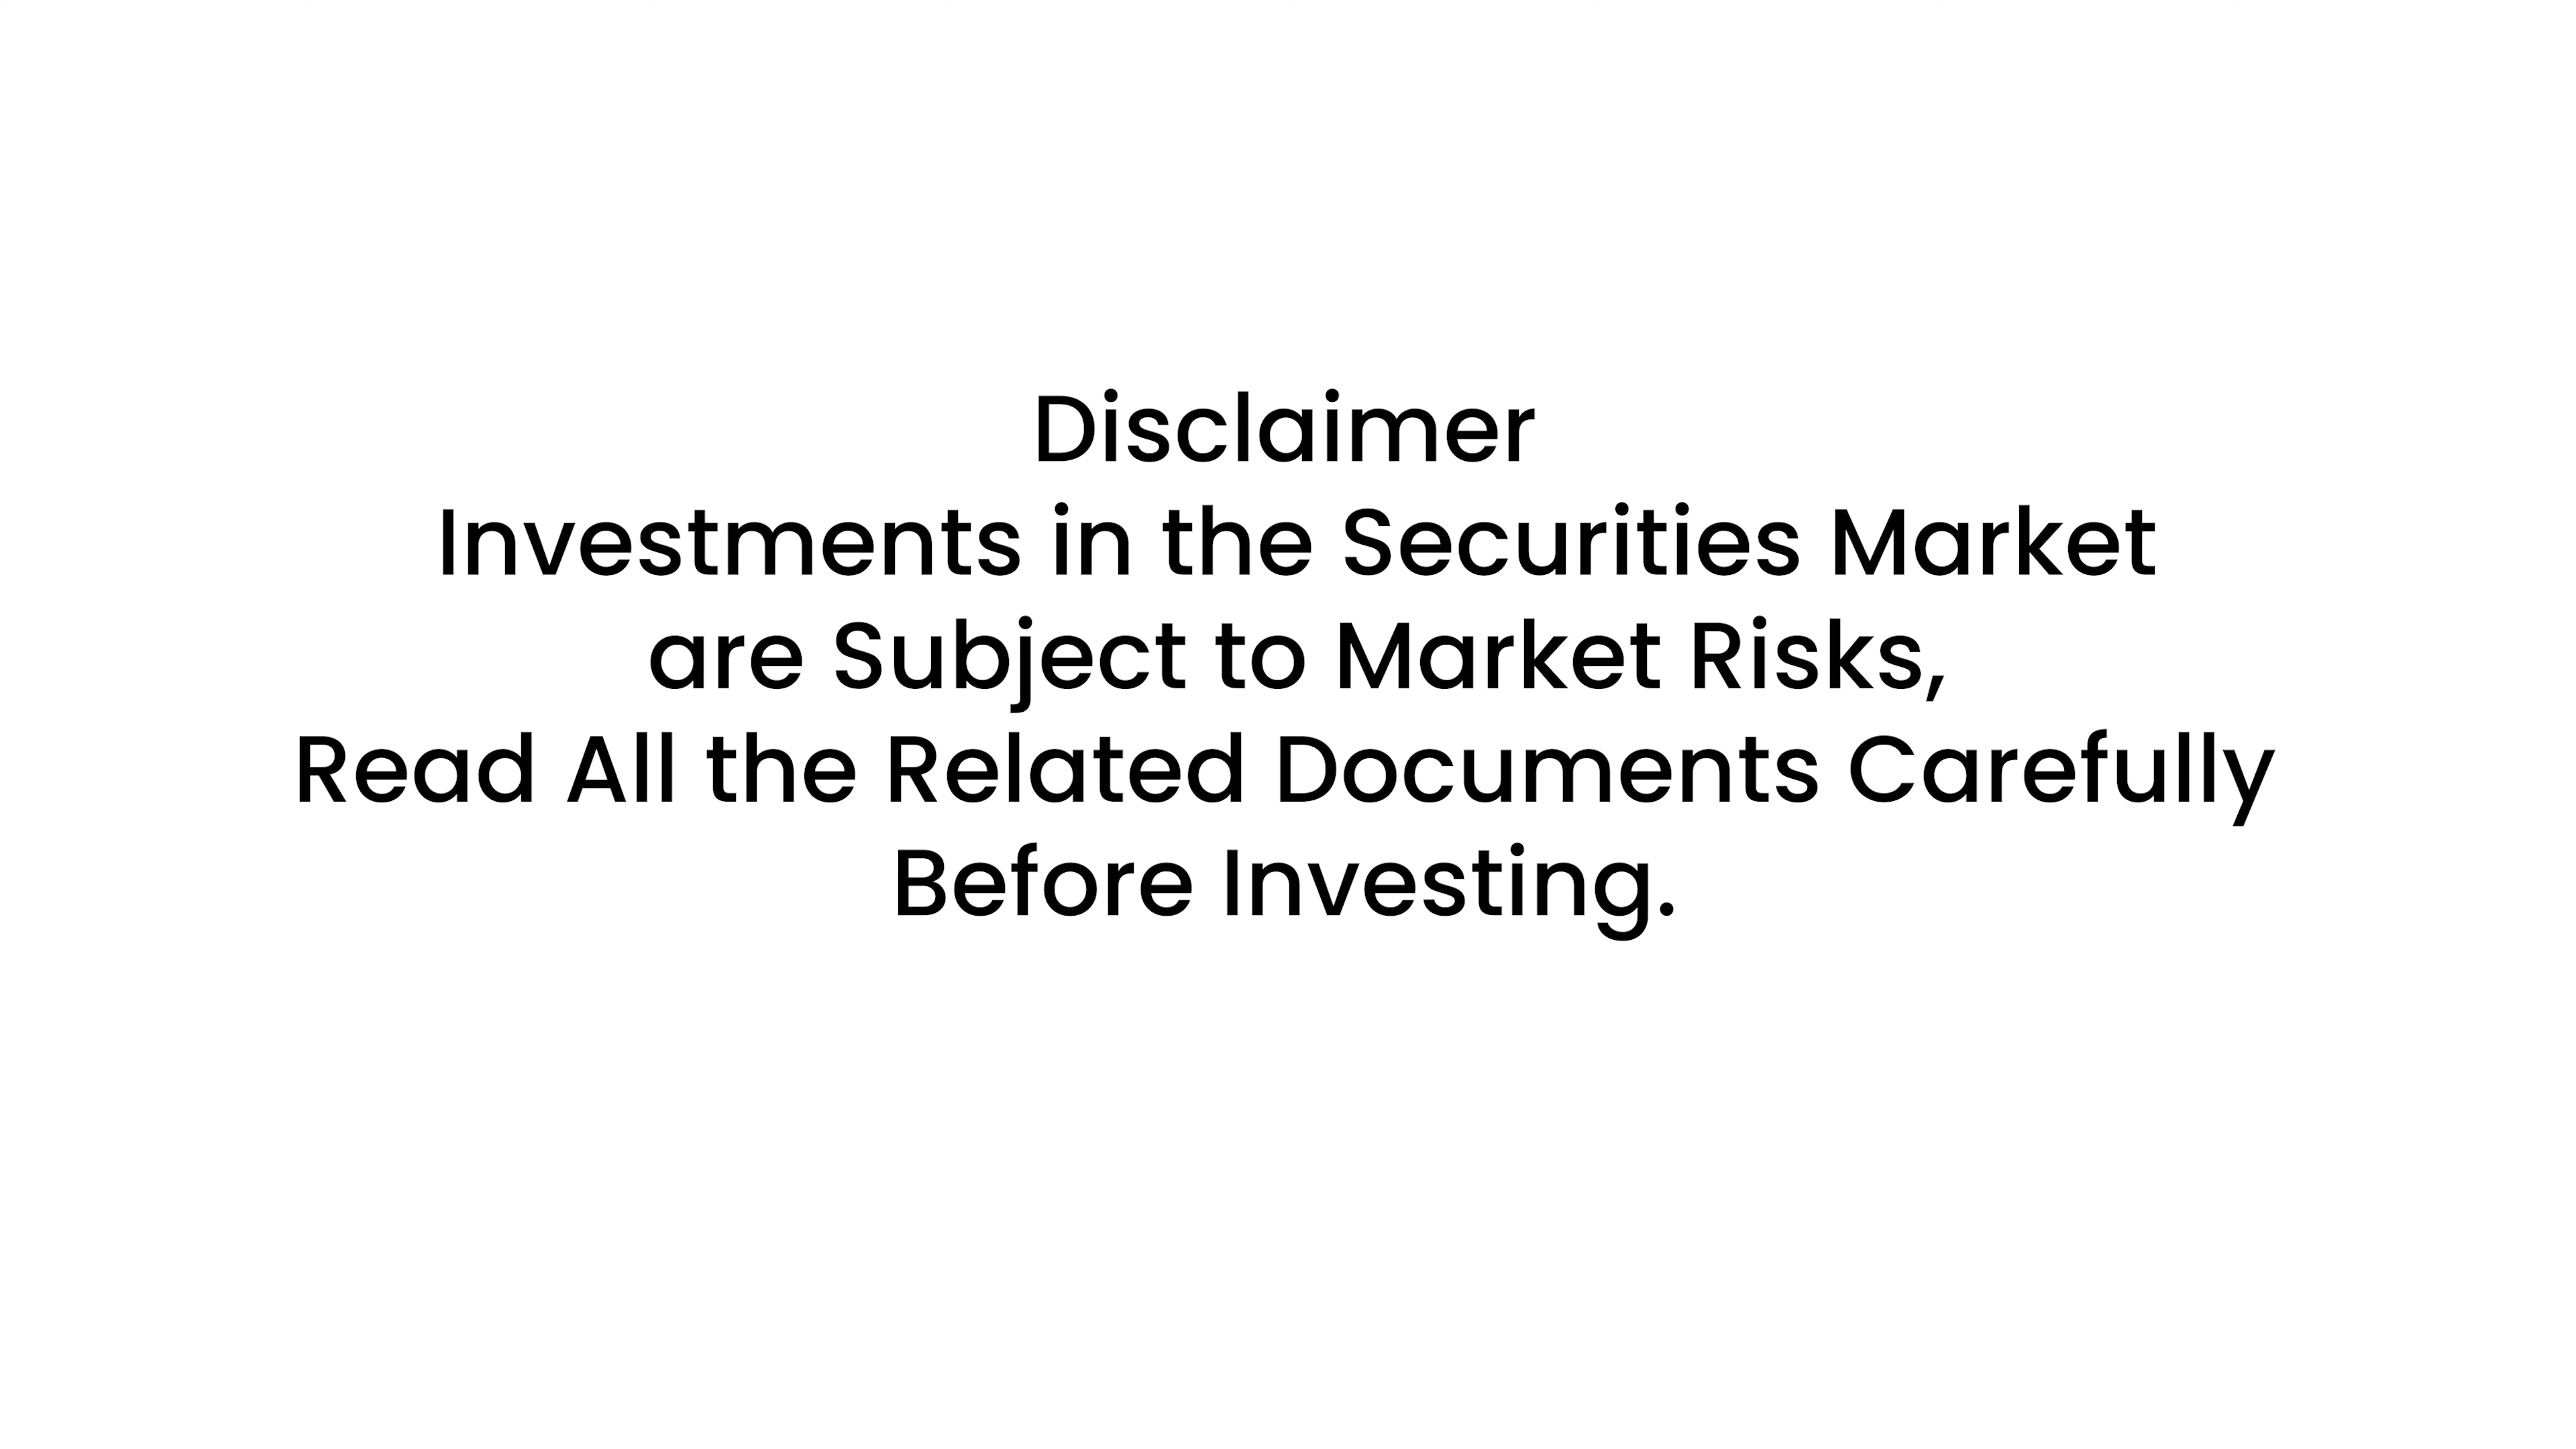 Disclaimer
Investments in the Securities Market
are Subject to Market Risks,
Read All the Related Documents Carefully
Before Investing.